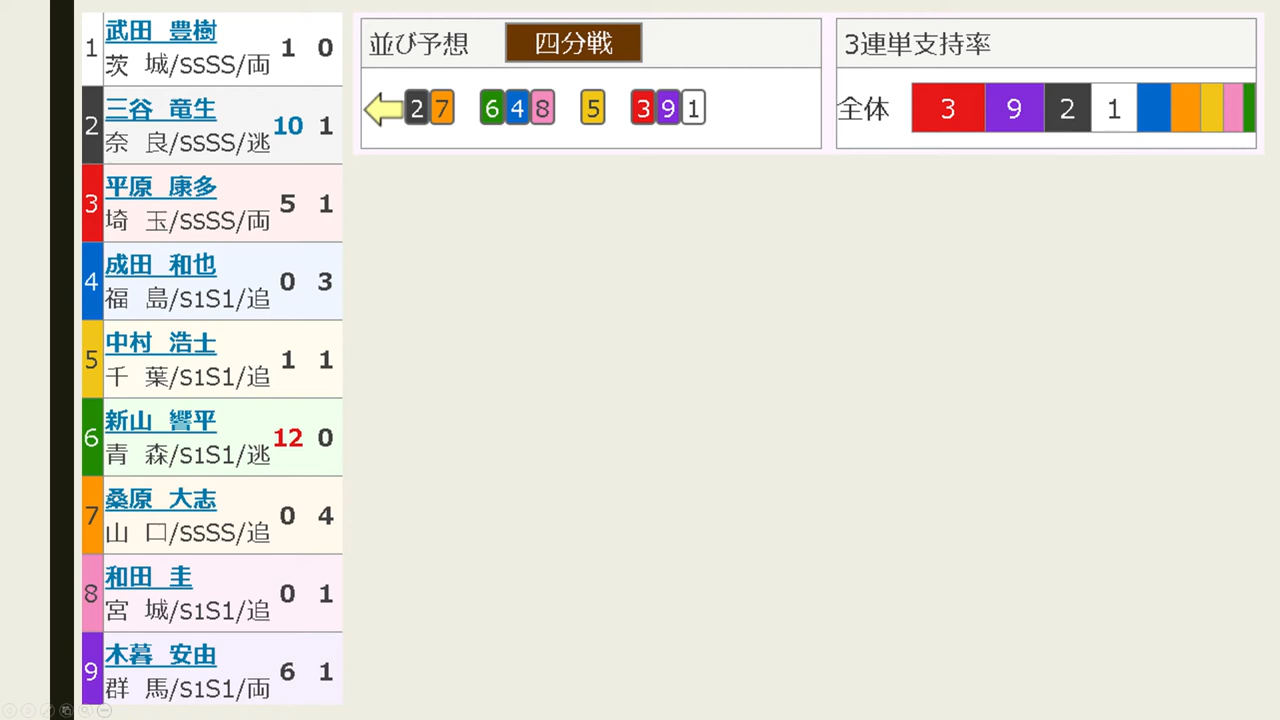 1 武田 豊樹 1 0
茨 城/SSSS/両
2 三谷 竜生 10 1
奈 良/SSSS/逃
3 平原 康多 5 1
埼 玉/SSSS/両
4 成田 和也 0 3
福 島/S1S1/追
5 中村 浩士 1 1
千 葉/S1S1/追
6 新山 響平 12 0
青 森/S1S1/逃
7 桑原 大志 0 4
山 口/SSSS/追
8 和田 圭 0 1
宮 城/S1S1/追
9 木暮 安由 6 1
群 馬/S1S1/両
並び予想 四分戦
2 7 6 4 8 5 3 9 1
3連単支持率
全体 3 9 2 1